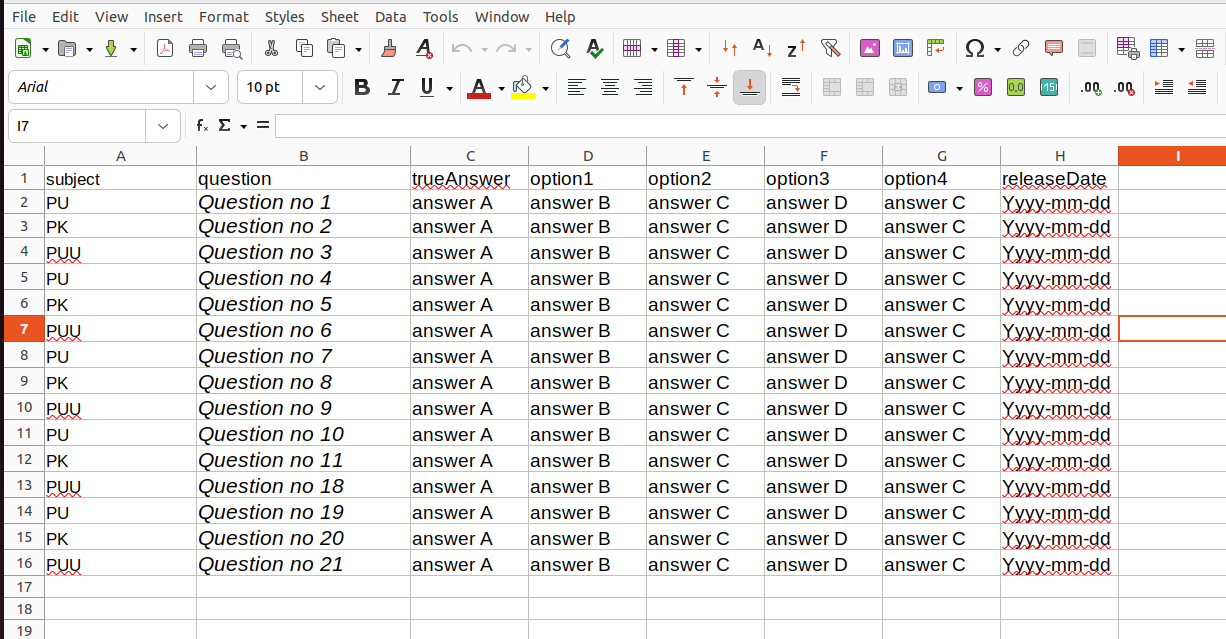 File Edit View Insert Format Styles Sheet Data Tools Window Help
Arial 10 pt B I U A % 0.0 15 .00 .00
I7 fx Σ =
A B C D E F G H I
1 subject question trueAnswer option1 option2 option3 option4 releaseDate
2 PU Question no 1 answer A answer B answer C answer D answer C Yyyy-mm-dd
3 PK Question no 2 answer A answer B answer C answer D answer C Yyyy-mm-dd
4 PUU Question no 3 answer A answer B answer C answer D answer C Yyyy-mm-dd
5 PU Question no 4 answer A answer B answer C answer D answer C Yyyy-mm-dd
6 PK Question no 5 answer A answer B answer C answer D answer C Yyyy-mm-dd
7 PUU Question no 6 answer A answer B answer C answer D answer C Yyyy-mm-dd
8 PU Question no 7 answer A answer B answer C answer D answer C Yyyy-mm-dd
9 PK Question no 8 answer A answer B answer C answer D answer C Yyyy-mm-dd
10 PUU Question no 9 answer A answer B answer C answer D answer C Yyyy-mm-dd
11 PU Question no 10 answer A answer B answer C answer D answer C Yyyy-mm-dd
12 PK Question no 11 answer A answer B answer C answer D answer C Yyyy-mm-dd
13 PUU Question no 18 answer A answer B answer C answer D answer C Yyyy-mm-dd
14 PU Question no 19 answer A answer B answer C answer D answer C Yyyy-mm-dd
15 PK Question no 20 answer A answer B answer C answer D answer C Yyyy-mm-dd
16 PUU Question no 21 answer A answer B answer C answer D answer C Yyyy-mm-dd
17
18
19